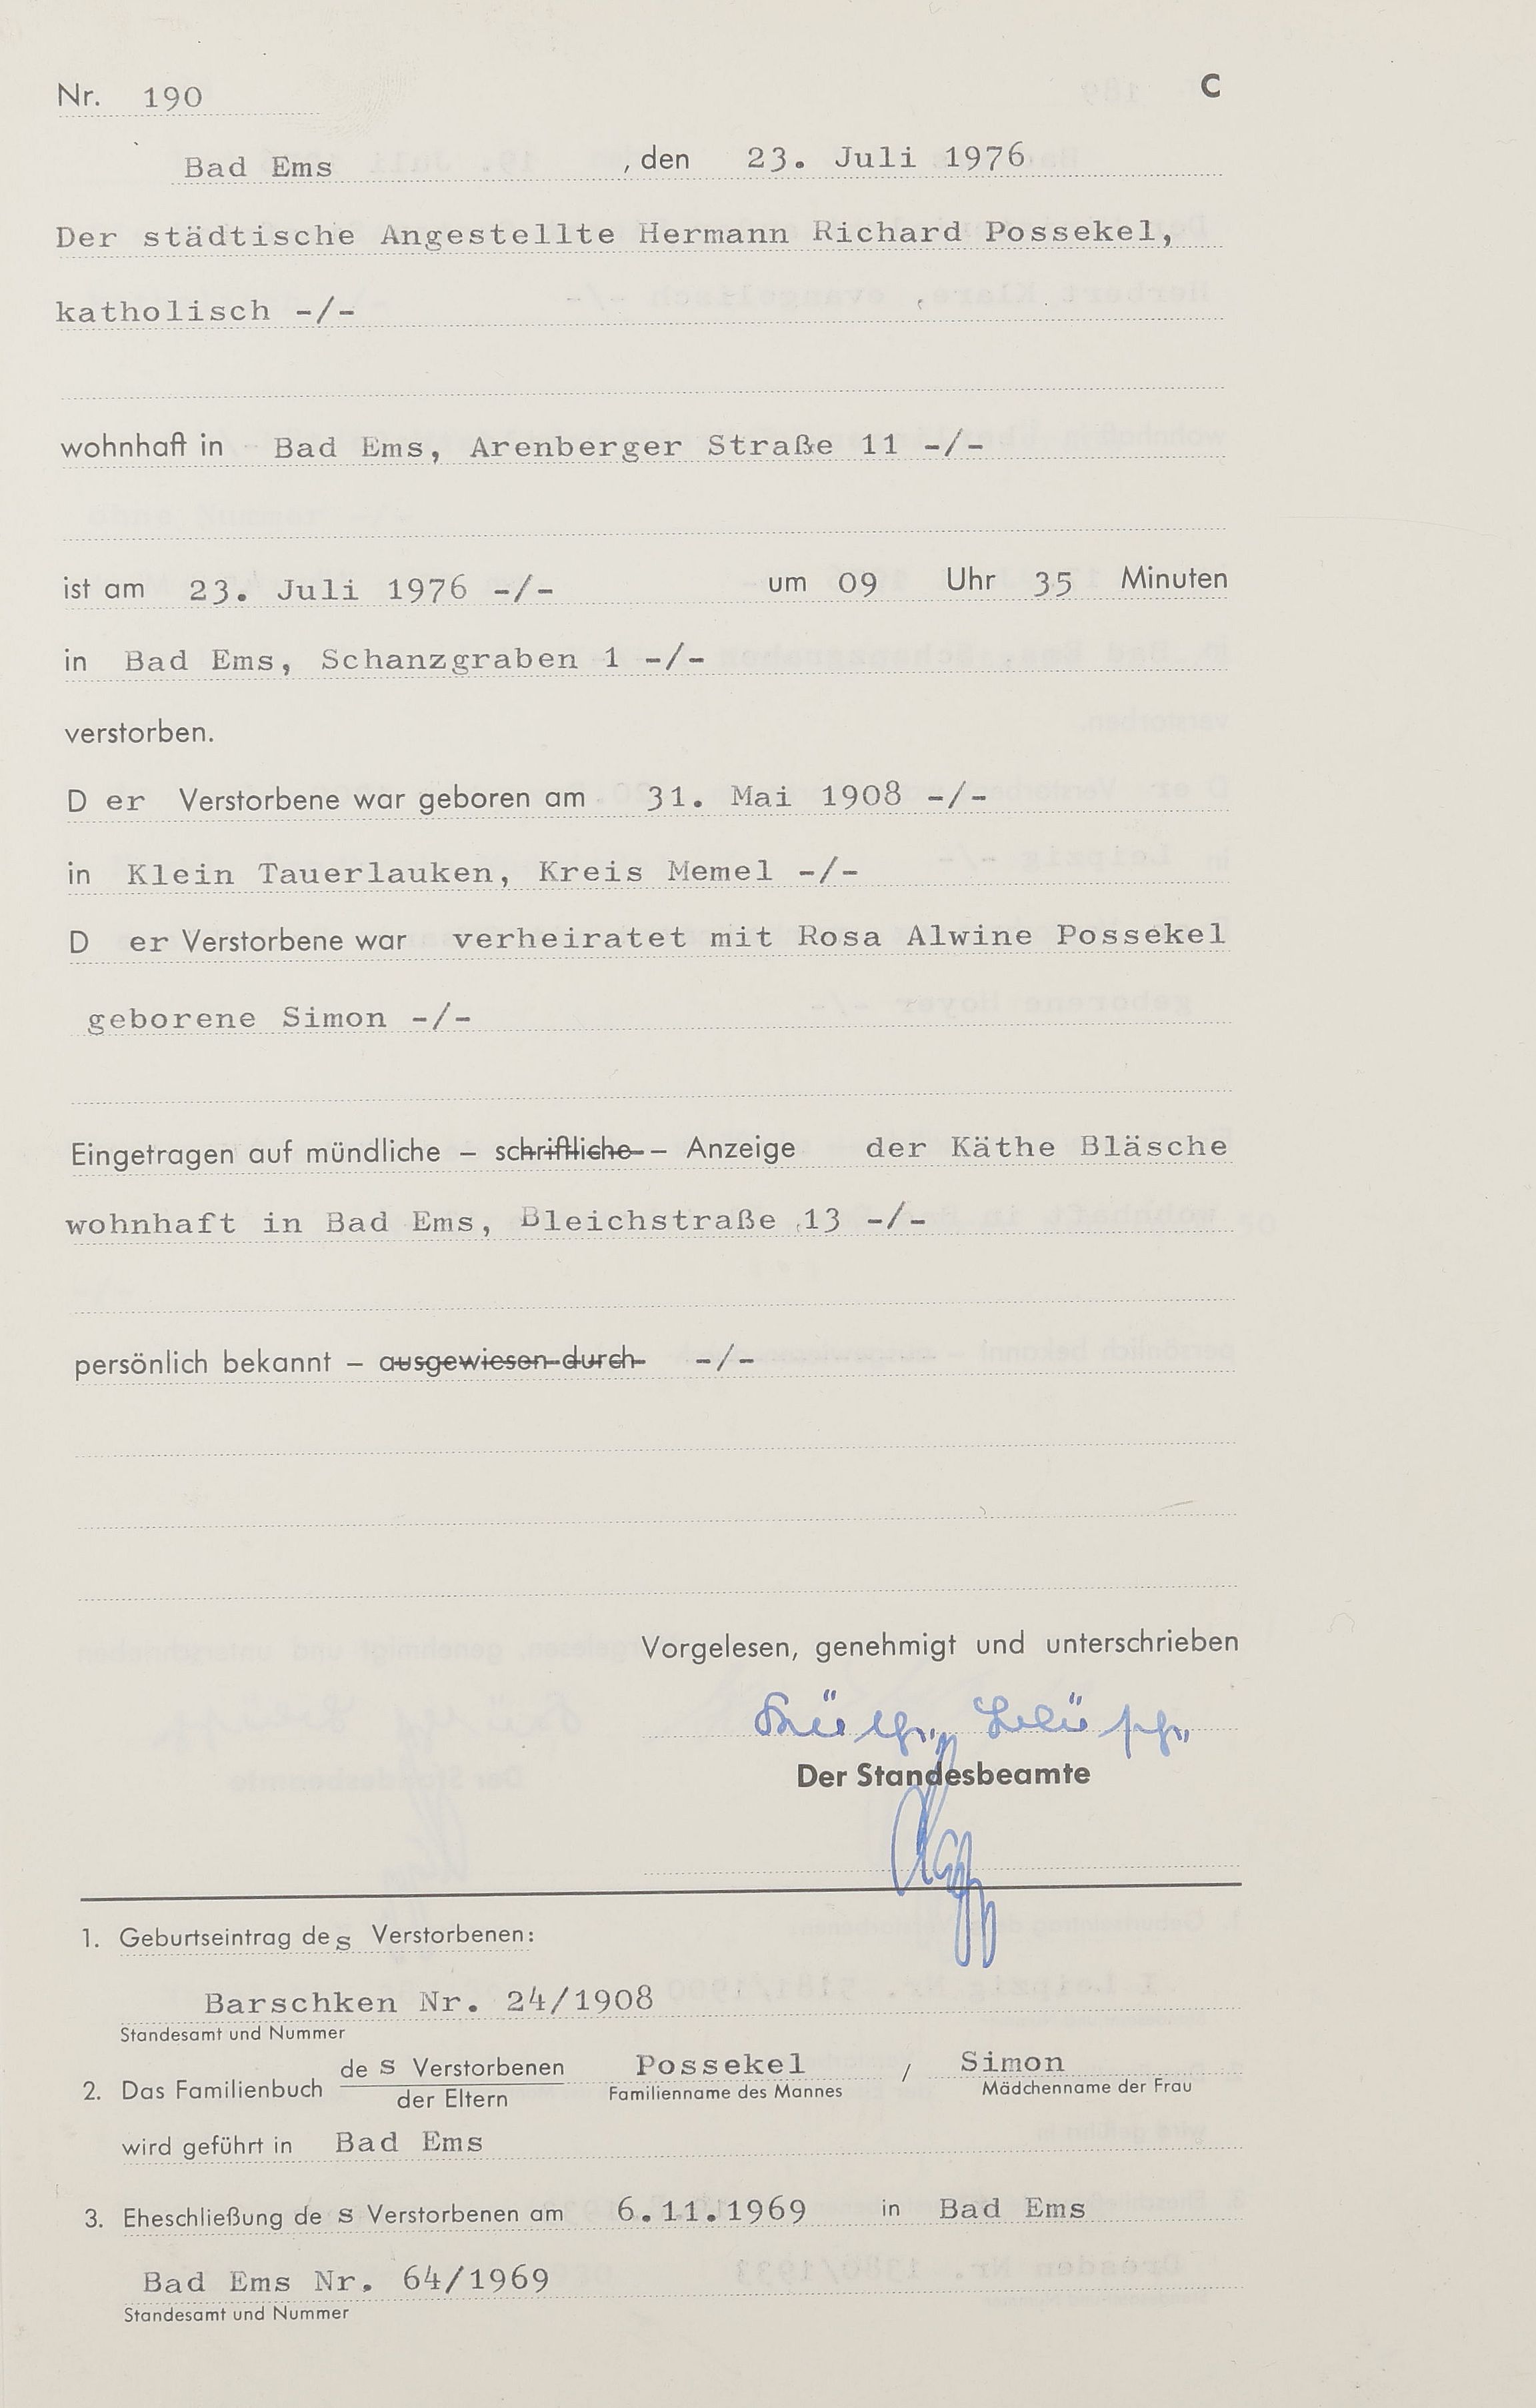 Nr. 190
C
Bad Ems , den 23. Juli 1976
Der städtische Angestellte Hermann Richard Possekel,
katholisch -/-
wohnhaft in Bad Ems, Arenberger Straße 11 -/-
ist am 23. Juli 1976 -/- um 09 Uhr 35 Minuten
in Bad Ems, Schanzgraben 1 -/-
verstorben.
D er Verstorbene war geboren am 31. Mai 1908 -/-
in Klein Tauerlauken, Kreis Memel -/-
D er Verstorbene war verheiratet mit Rosa Alwine Possekel
geborene Simon -/-
Eingetragen auf mündliche – schriftliche – Anzeige der Käthe Bläsche
wohnhaft in Bad Ems, Bleichstraße 13 -/-
persönlich bekannt – ausgewiesen durch -/-
Vorgelesen, genehmigt und unterschrieben
Käthe Bläsche
Der Standesbeamte
1. Geburtseintrag des Verstorbenen:
Barschken Nr. 24/1908
Standesamt und Nummer
2. Das Familienbuch des Verstorbenen Possekel / Simon
der Eltern Familienname des Mannes Mädchenname der Frau
wird geführt in Bad Ems
3. Eheschließung des Verstorbenen am 6.11.1969 in Bad Ems
Bad Ems Nr. 64/1969
Standesamt und Nummer